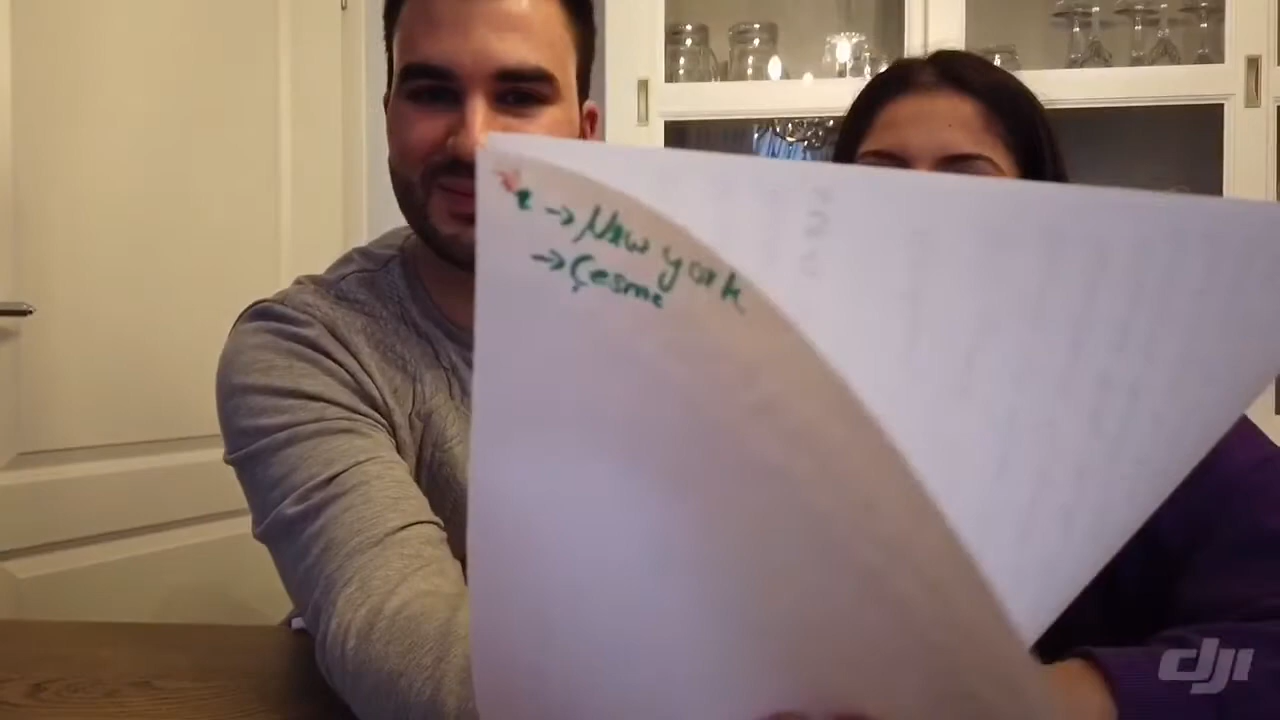 → New york
→ Çesme
dji